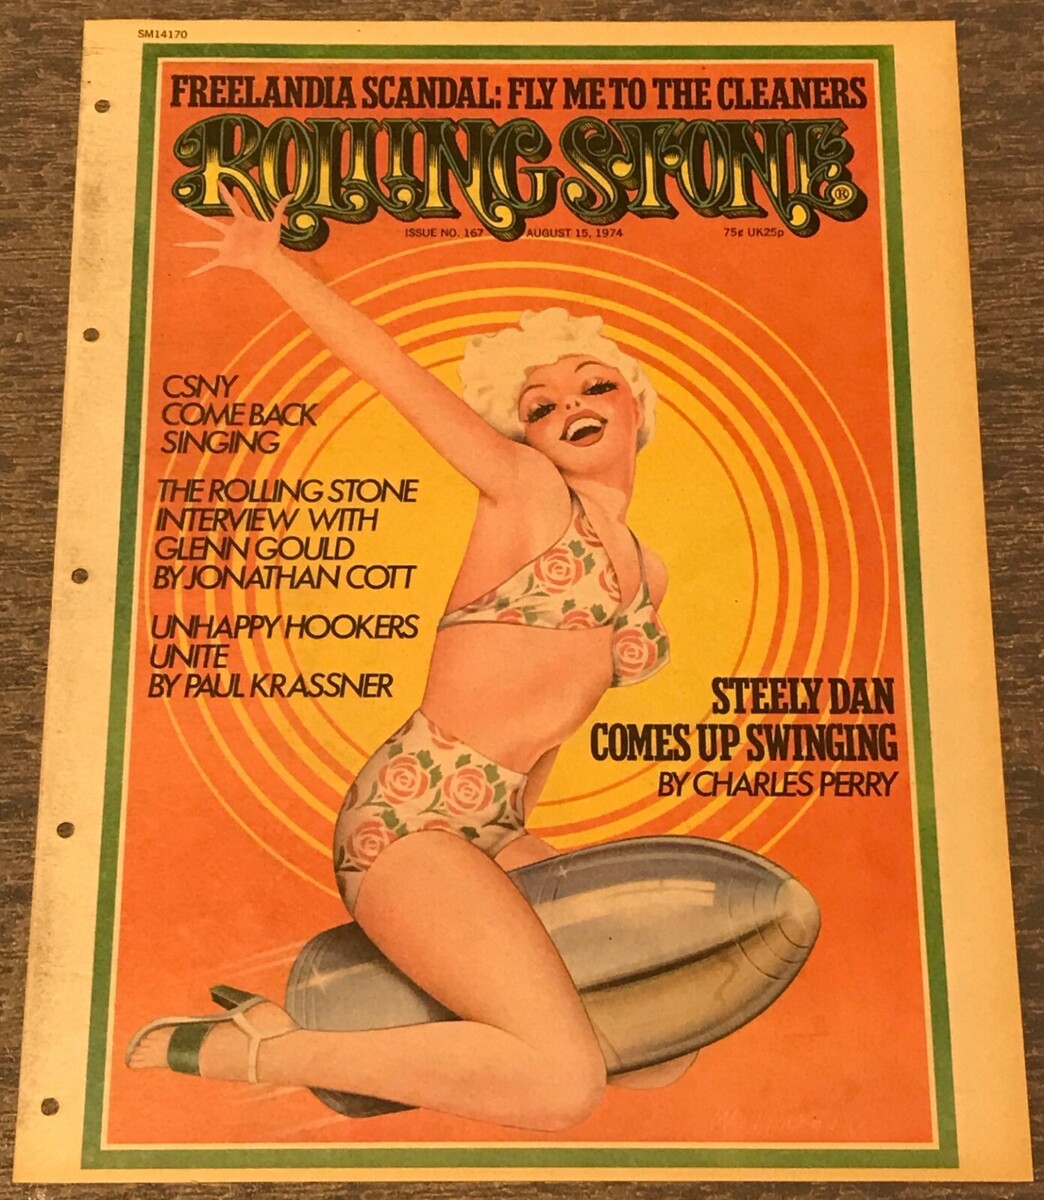 SM14170
FREELANDIA SCANDAL: FLY ME TO THE CLEANERS
ROLLING STONE®
ISSUE NO. 167 AUGUST 15, 1974 75¢ UK25p
CSNY
COME BACK
SINGING
THE ROLLING STONE
INTERVIEW WITH
GLENN GOULD
BY JONATHAN COTT
UNHAPPY HOOKERS
UNITE
BY PAUL KRASSNER
STEELY DAN
COMES UP SWINGING
BY CHARLES PERRY